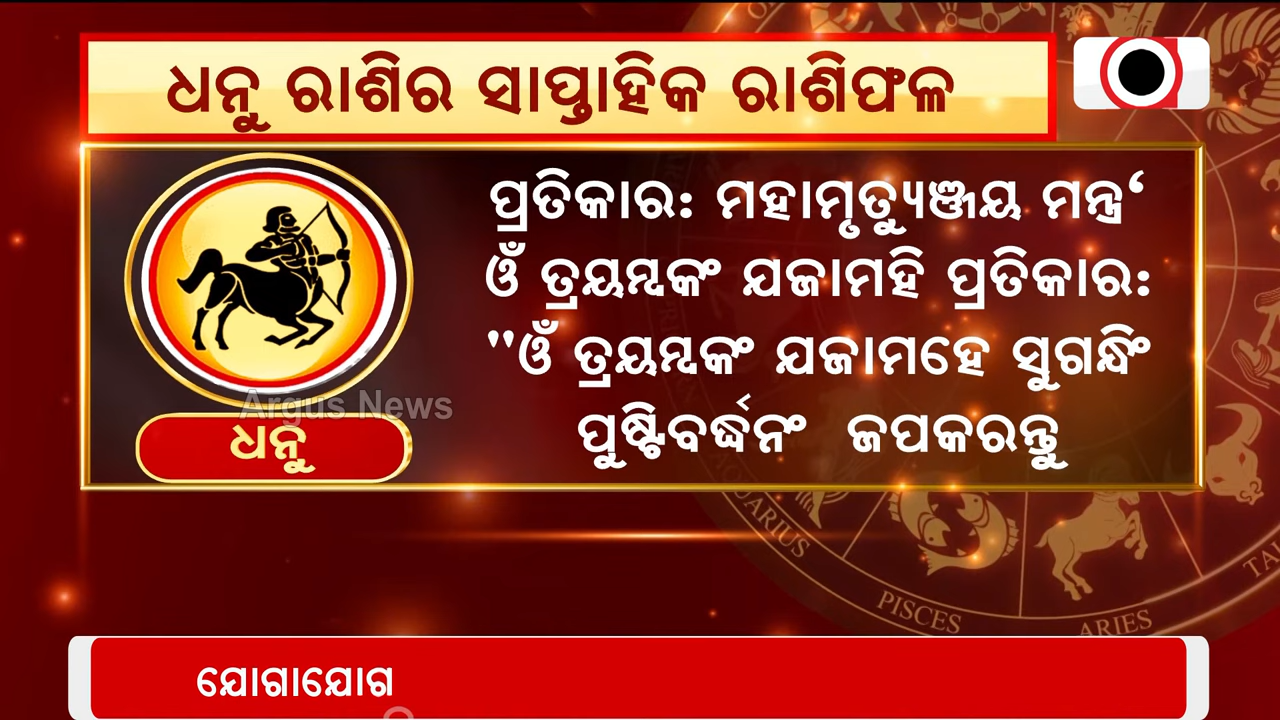 ଧନୁ ରାଶିର ସାପ୍ତାହିକ ରାଶିଫଳ
ପ୍ରତିକାର: ମହାମୃତ୍ୟୁଞ୍ଜୟ ମନ୍ତ୍ର‘
ଓଁ ତ୍ରୟମ୍ବକଂ ଯଜାମହି ପ୍ରତିକାର:
"ଓଁ ତ୍ରୟମ୍ବକଂ ଯଜାମହେ ସୁଗନ୍ଧିଂ
ପୁଷ୍ଟିବର୍ଦ୍ଧନଂ ଜପକରନ୍ତୁ
Argus News
ଧନୁ
AQUARIUS
PISCES
ARIES
ଯୋଗାଯୋଗ